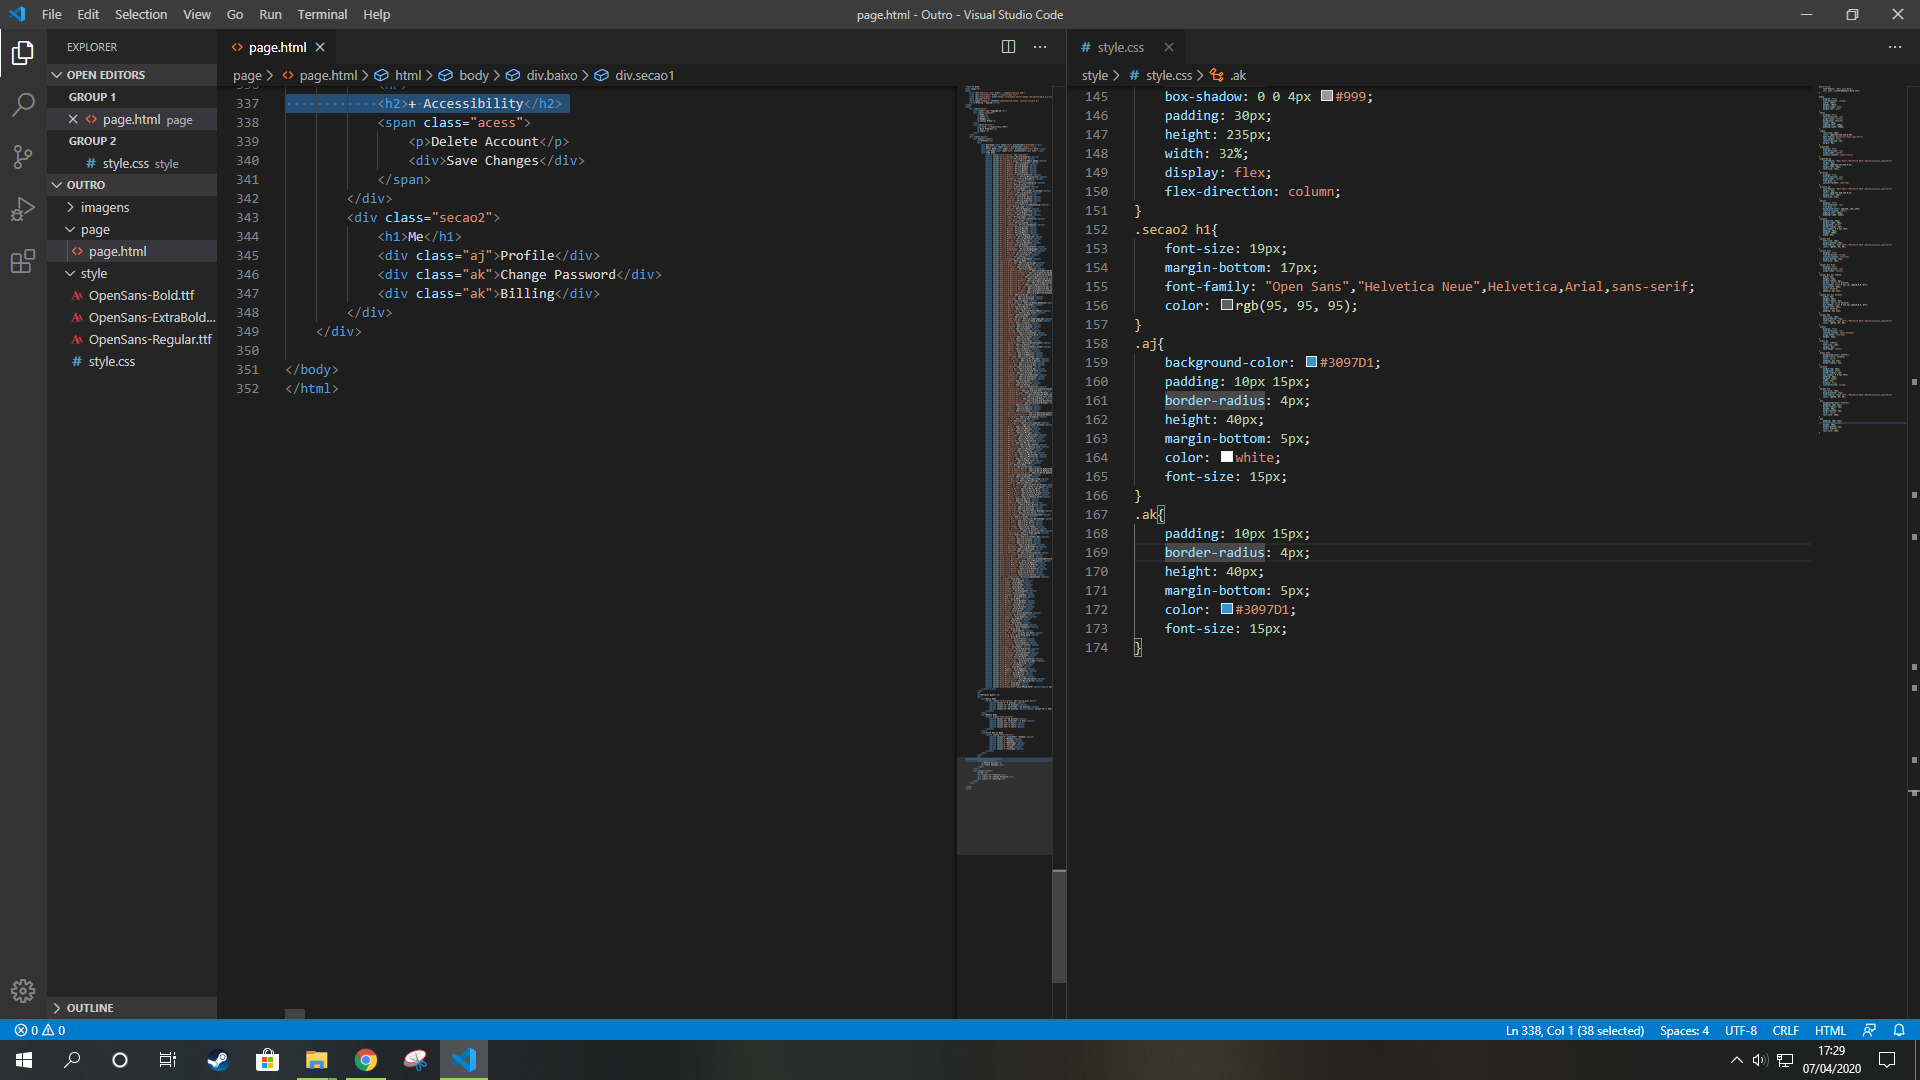 File Edit Selection View Go Run Terminal Help
page.html - Outro - Visual Studio Code
EXPLORER
OPEN EDITORS
GROUP 1
page.html page
GROUP 2
# style.css style
OUTRO
imagens
page
page.html
style
OpenSans-Bold.ttf
OpenSans-ExtraBold...
OpenSans-Regular.ttf
# style.css
OUTLINE
page.html
page > page.html > html > body > div.baixo > div.secao1
337 <h2>+ Accessibility</h2>
338 <span class="acess">
339 <p>Delete Account</p>
340 <div>Save Changes</div>
341 </span>
342 </div>
343 <div class="secao2">
344 <h1>Me</h1>
345 <div class="aj">Profile</div>
346 <div class="ak">Change Password</div>
347 <div class="ak">Billing</div>
348 </div>
349 </div>
350
351 </body>
352 </html>
# style.css
style > # style.css > .ak
145 box-shadow: 0 0 4px #999;
146 padding: 30px;
147 height: 235px;
148 width: 32%;
149 display: flex;
150 flex-direction: column;
151 }
152 .secao2 h1{
153 font-size: 19px;
154 margin-bottom: 17px;
155 font-family: "Open Sans","Helvetica Neue",Helvetica,Arial,sans-serif;
156 color: rgb(95, 95, 95);
157 }
158 .aj{
159 background-color: #3097D1;
160 padding: 10px 15px;
161 border-radius: 4px;
162 height: 40px;
163 margin-bottom: 5px;
164 color: white;
165 font-size: 15px;
166 }
167 .ak{
168 padding: 10px 15px;
169 border-radius: 4px;
170 height: 40px;
171 margin-bottom: 5px;
172 color: #3097D1;
173 font-size: 15px;
174 }
0 0
Ln 338, Col 1 (38 selected) Spaces: 4 UTF-8 CRLF HTML
17:29
07/04/2020